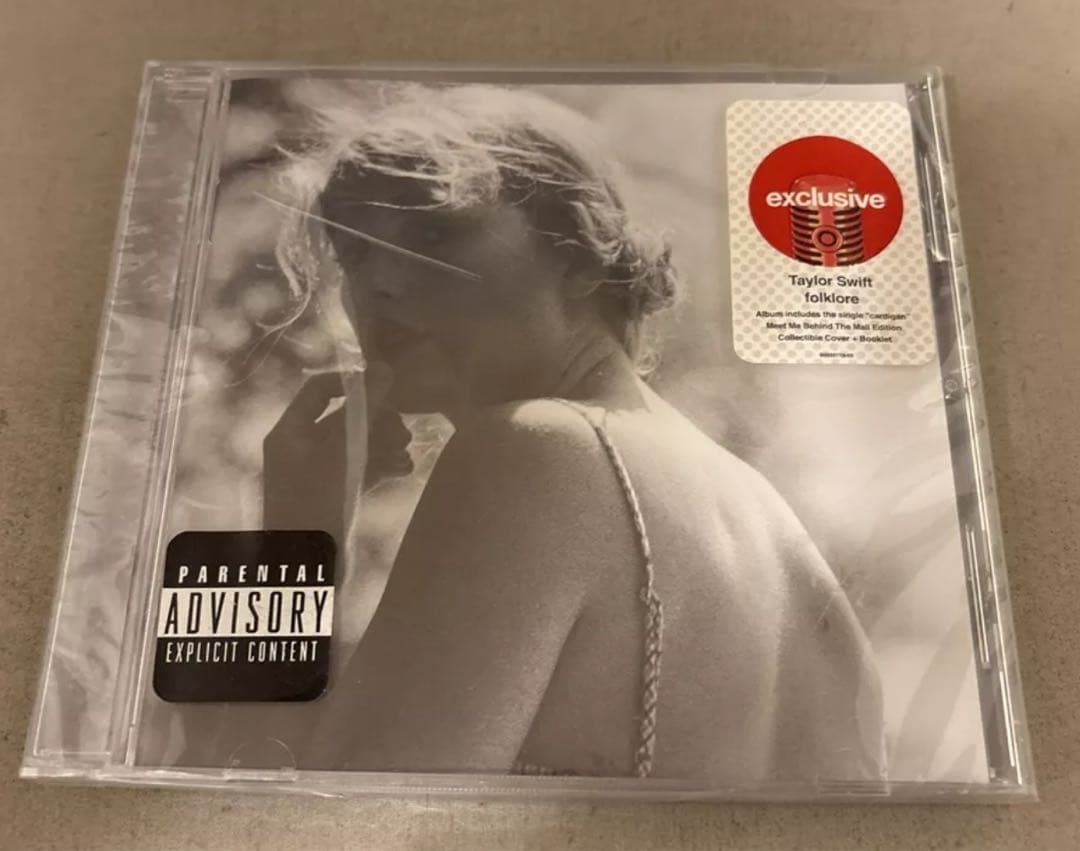 exclusive
Taylor Swift
folklore
Album includes the single "cardigan"
Meet Me Behind The Mall Edition
Collectible Cover + Booklet
PARENTAL
ADVISORY
EXPLICIT CONTENT